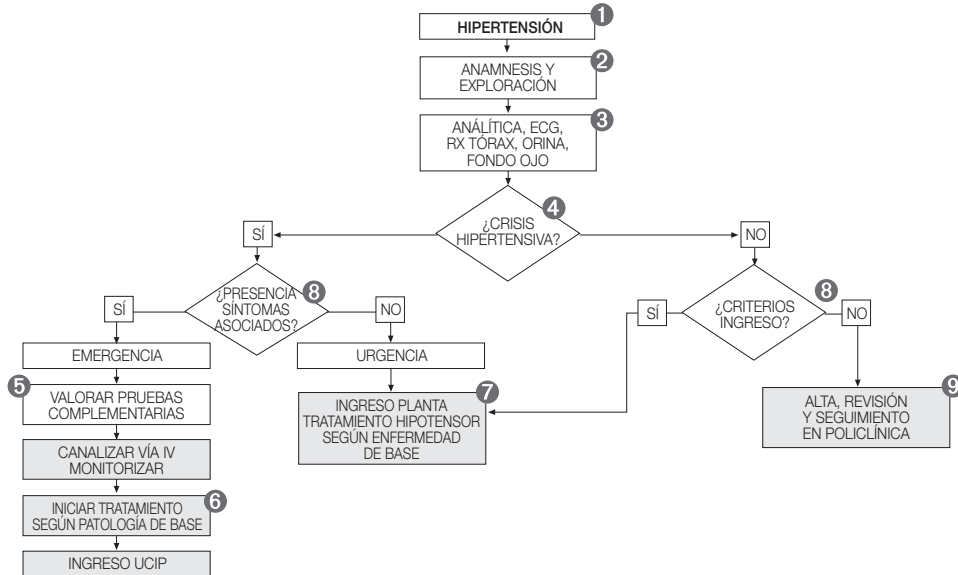 1
HIPERTENSIÓN
2
ANAMNESIS Y
EXPLORACIÓN
3
ANÁLÍTICA, ECG,
RX TÓRAX, ORINA,
FONDO OJO
4
¿CRISIS
HIPERTENSIVA?
SÍ
NO
8
¿PRESENCIA
SÍNTOMAS
ASOCIADOS?
SÍ
NO
8
¿CRITERIOS
INGRESO?
SÍ
NO
EMERGENCIA
URGENCIA
5
VALORAR PRUEBAS
COMPLEMENTARIAS
7
INGRESO PLANTA
TRATAMIENTO HIPOTENSOR
SEGÚN ENFERMEDAD
DE BASE
9
ALTA, REVISIÓN
Y SEGUIMIENTO
EN POLICLÍNICA
CANALIZAR VÍA IV
MONITORIZAR
6
INICIAR TRATAMIENTO
SEGÚN PATOLOGÍA DE BASE
INGRESO UCIP